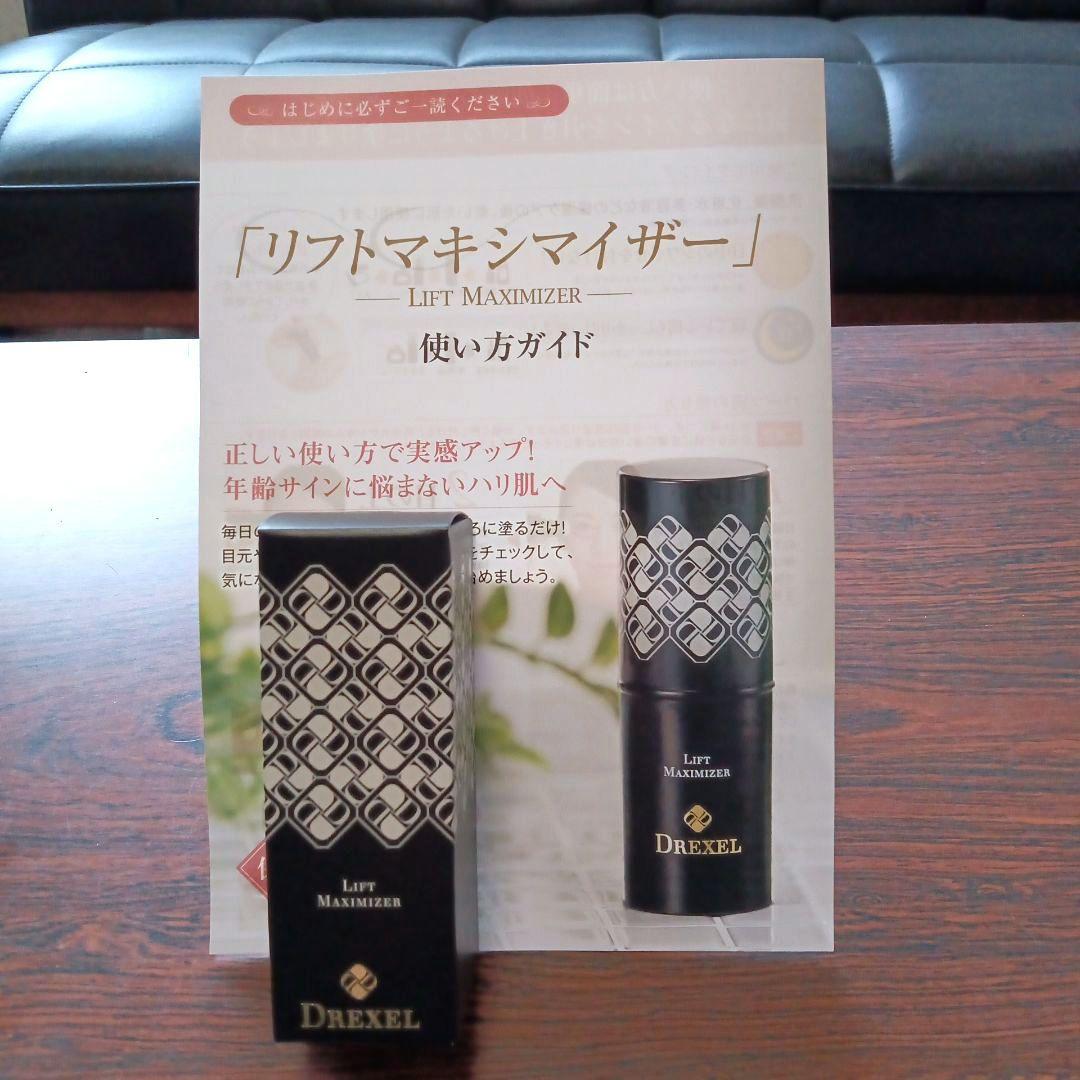 はじめに必ずご一読ください
「リフトマキシマイザー」
LIFT MAXIMIZER
使い方ガイド
正しい使い方で実感アップ!
年齢サインに悩まないハリ肌へ
毎日の ろに塗るだけ!
目元や をチェックして、
気にな 始めましょう。
LIFT
MAXIMIZER
DREXEL
LIFT
MAXIMIZER
DREXEL